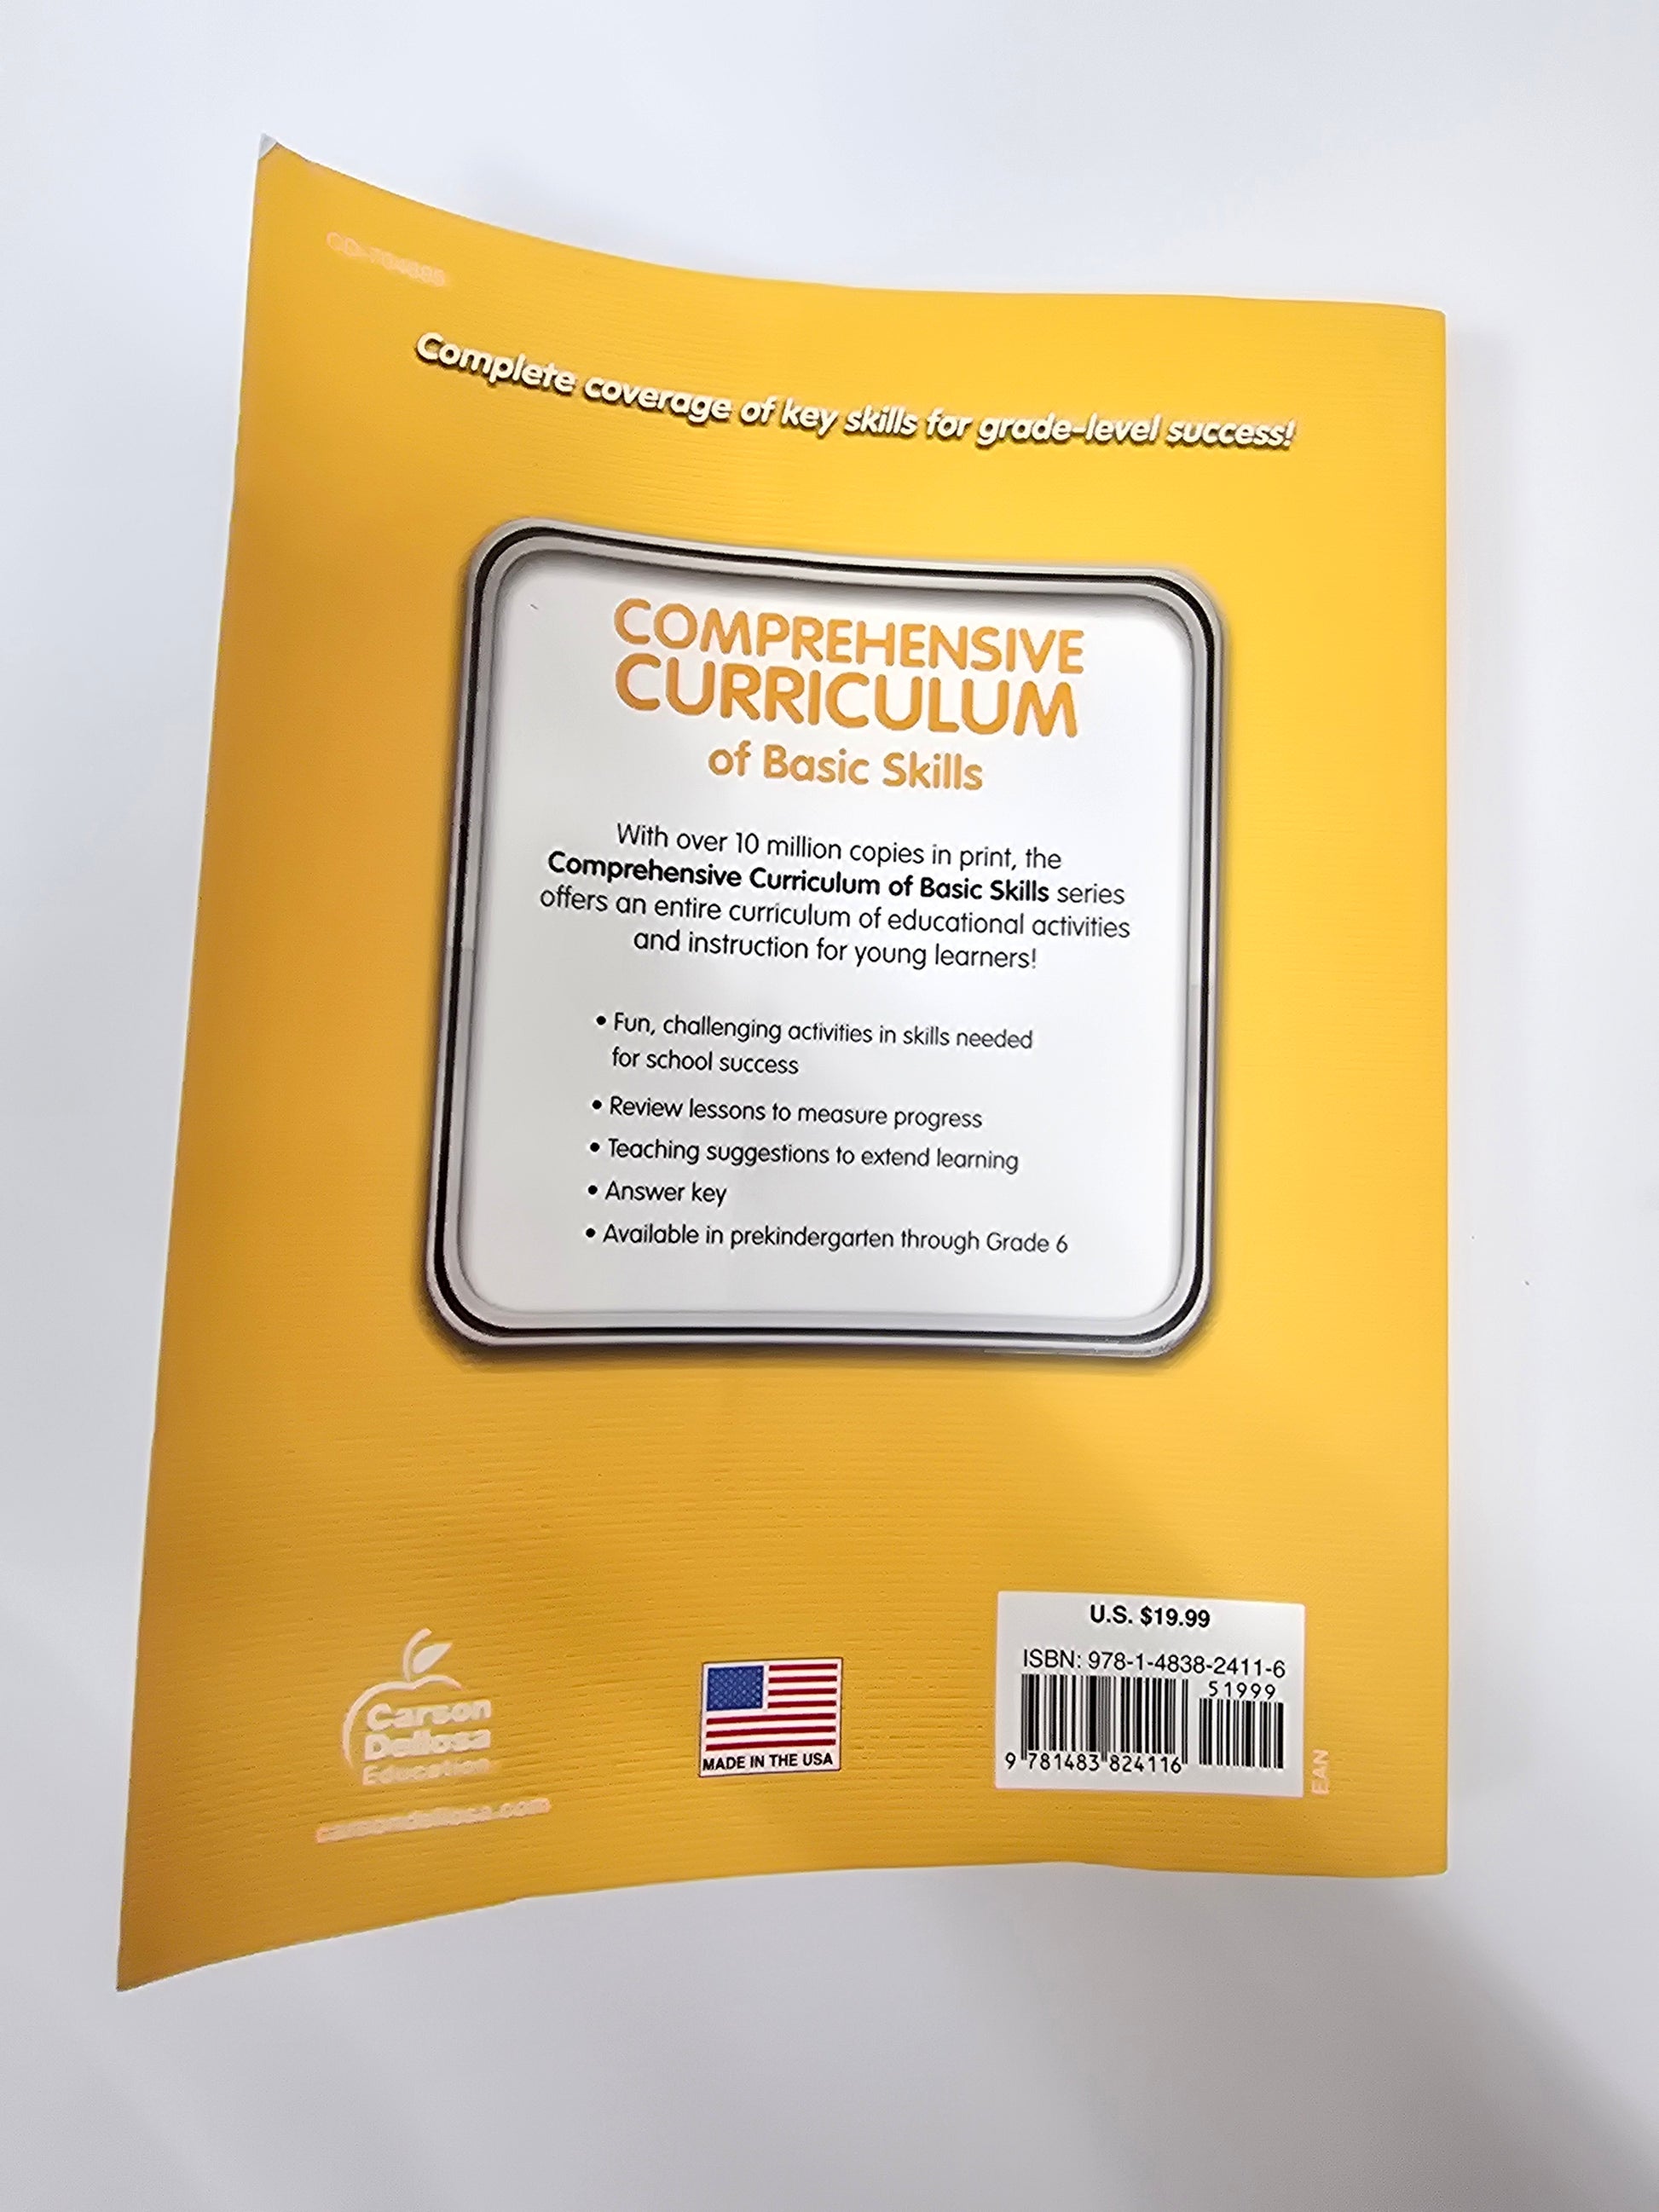 Complete coverage of key skills for grade-level success!
COMPREHENSIVE
CURRICULUM
of Basic Skills
With over 10 million copies in print, the
Comprehensive Curriculum of Basic Skills series
offers an entire curriculum of educational activities
and instruction for young learners!
• Fun, challenging activities in skills needed
for school success
• Review lessons to measure progress
• Teaching suggestions to extend learning
• Answer key
• Available in prekindergarten through Grade 6
Carson
Dellosa
Education
carsondellosa.com
MADE IN THE USA
U.S. $19.99
ISBN: 978-1-4838-2411-6
51999
9 781483 824116
EAN